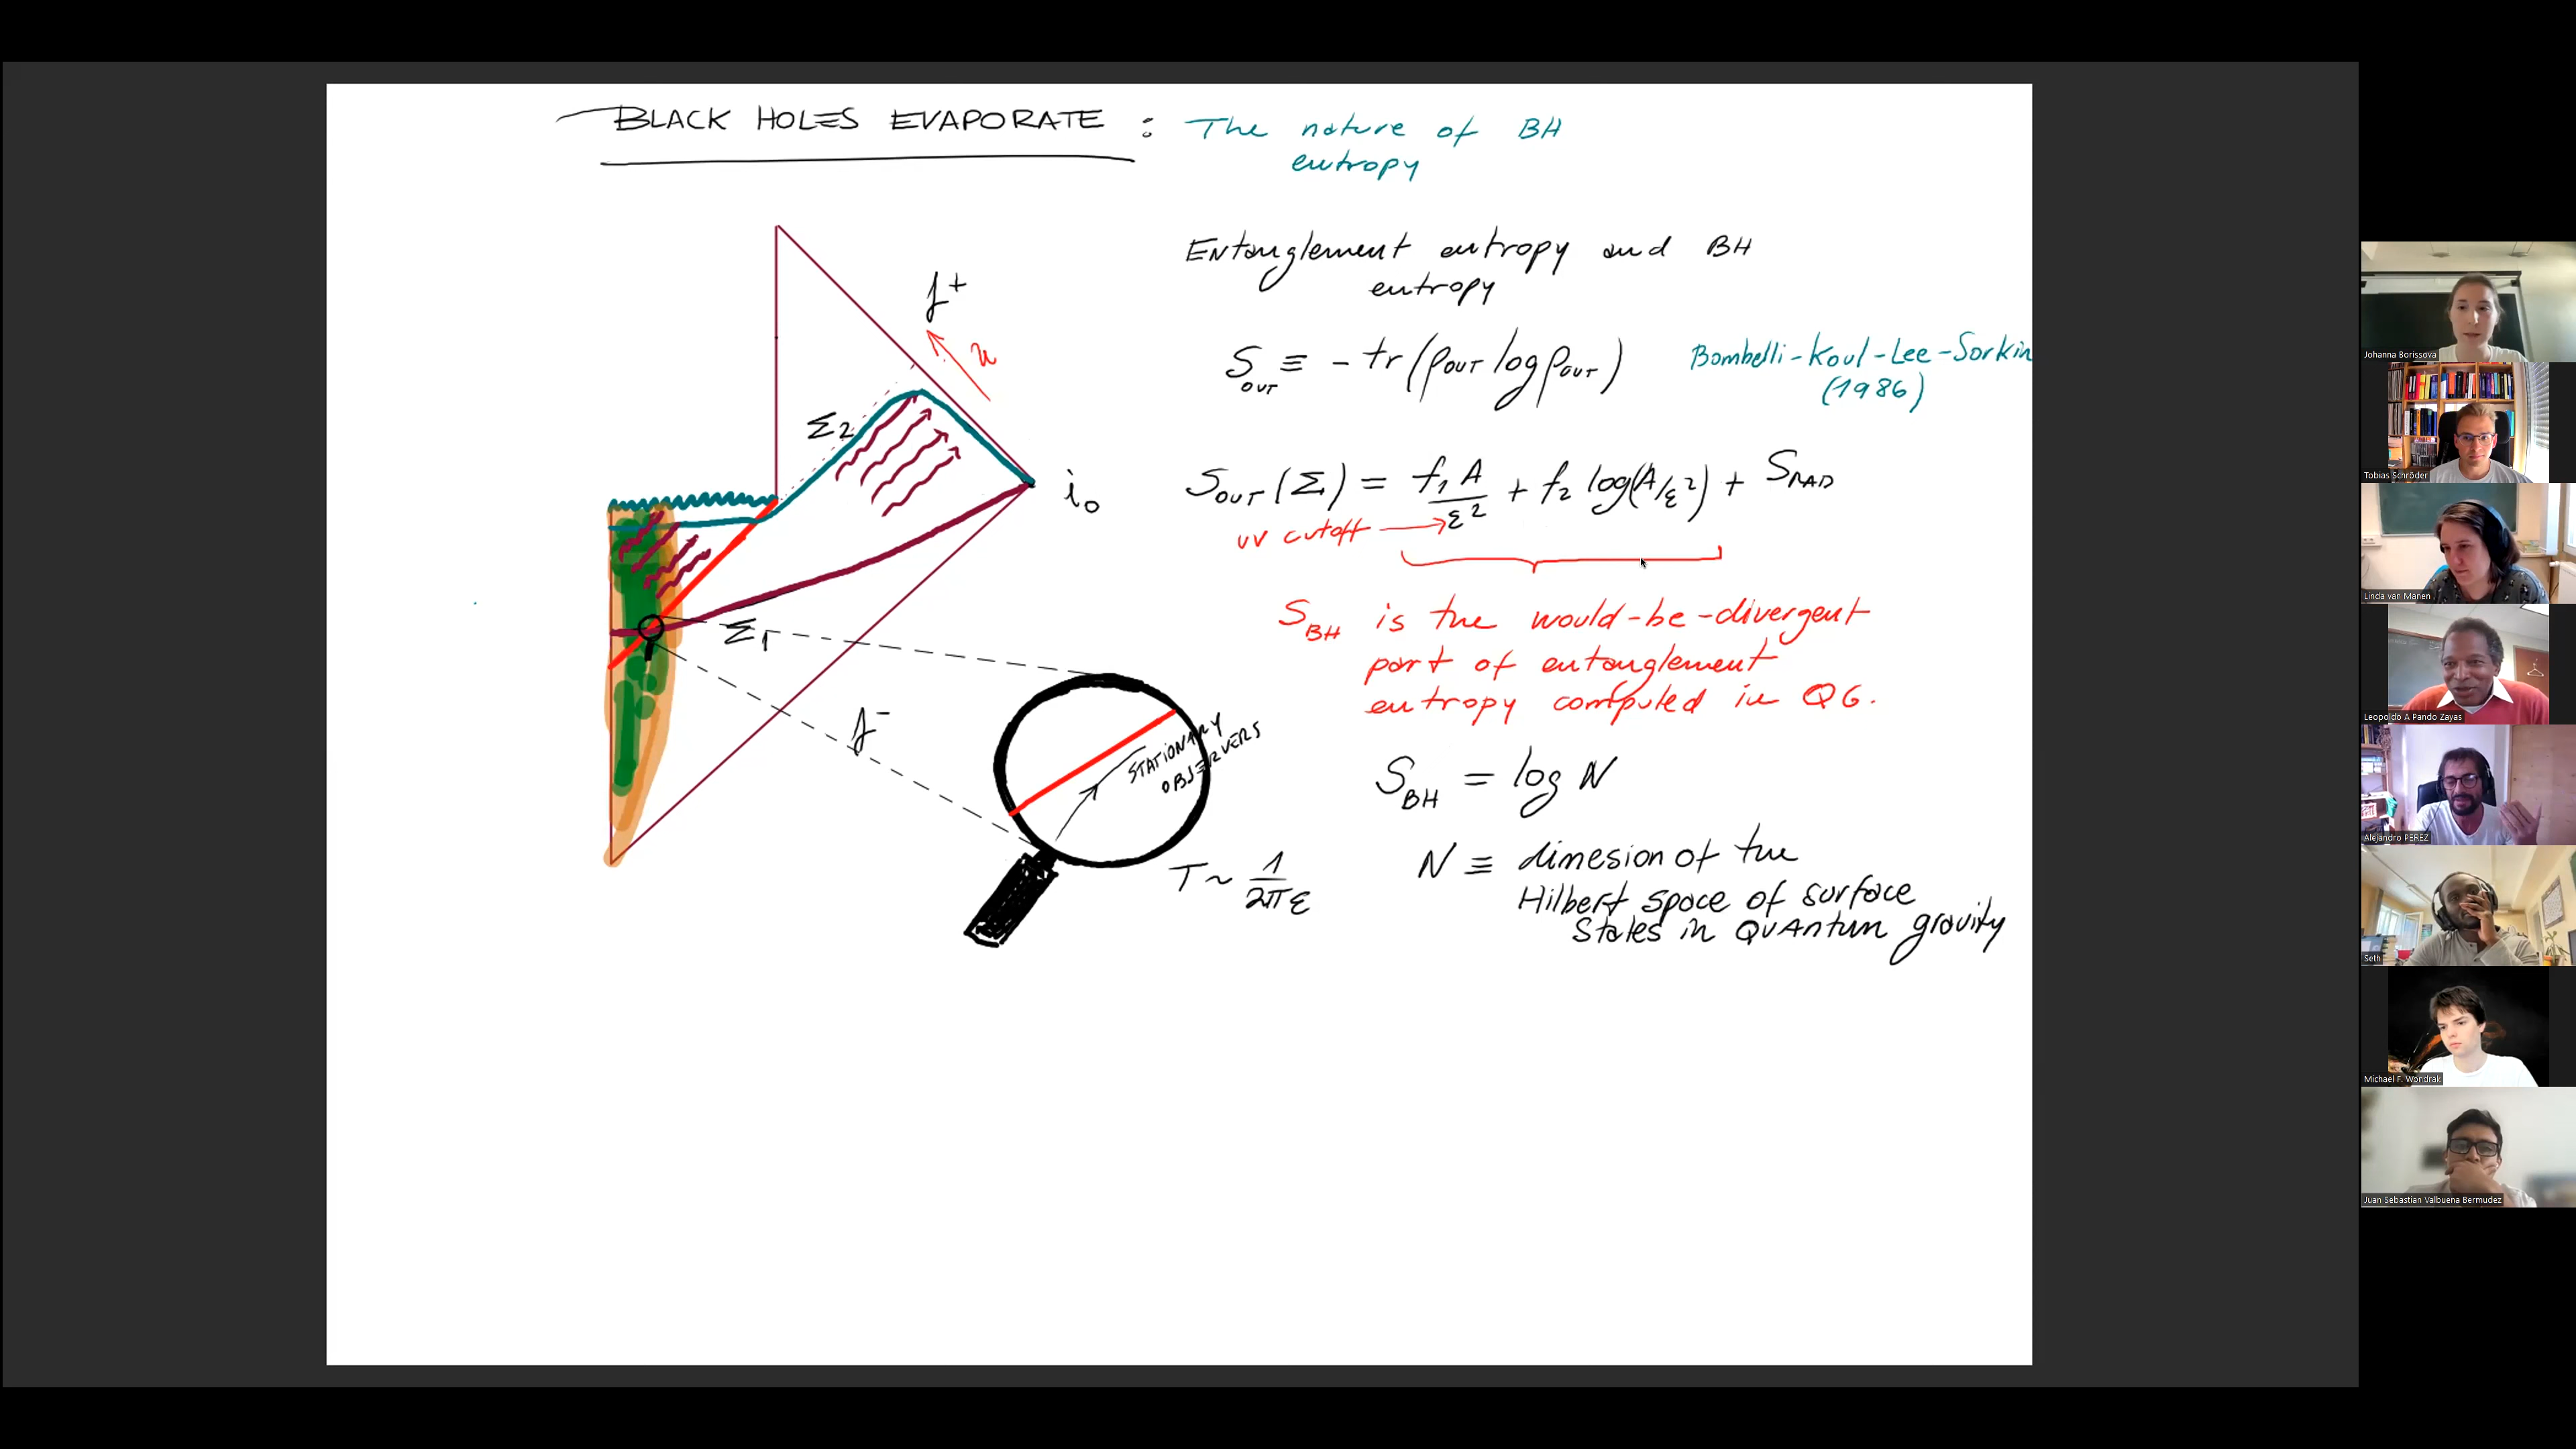 BLACK HOLES EVAPORATE : The nature of BH
entropy
Entanglement entropy and BH
entropy
S_OUT ≡ - tr(ρ_OUT log ρ_OUT)
Bombelli-Koul-Lee-Sorkin
(1986)
S_OUT(Σ) = f₁A/ε² + f₂ log(A/ε²) + S_RAD
UV cutoff
S_BH is the would-be-divergent
part of entanglement
entropy computed in QG.
S_BH = log N
N ≡ dimesion of the
Hilbert space of surface
states in Quantum gravity
𝓘⁺
u
Σ₂
i₀
Σ₁
𝓘⁻
STATIONARY
OBSERVERS
T ~ 1/2πε
Johanna Borissova
Tobias Schröder
Linda van Manen
Leopoldo A Pando Zayas
Alejandro PEREZ
Seth
Michael F. Wondrak
Juan Sebastian Valbuena Bermudez